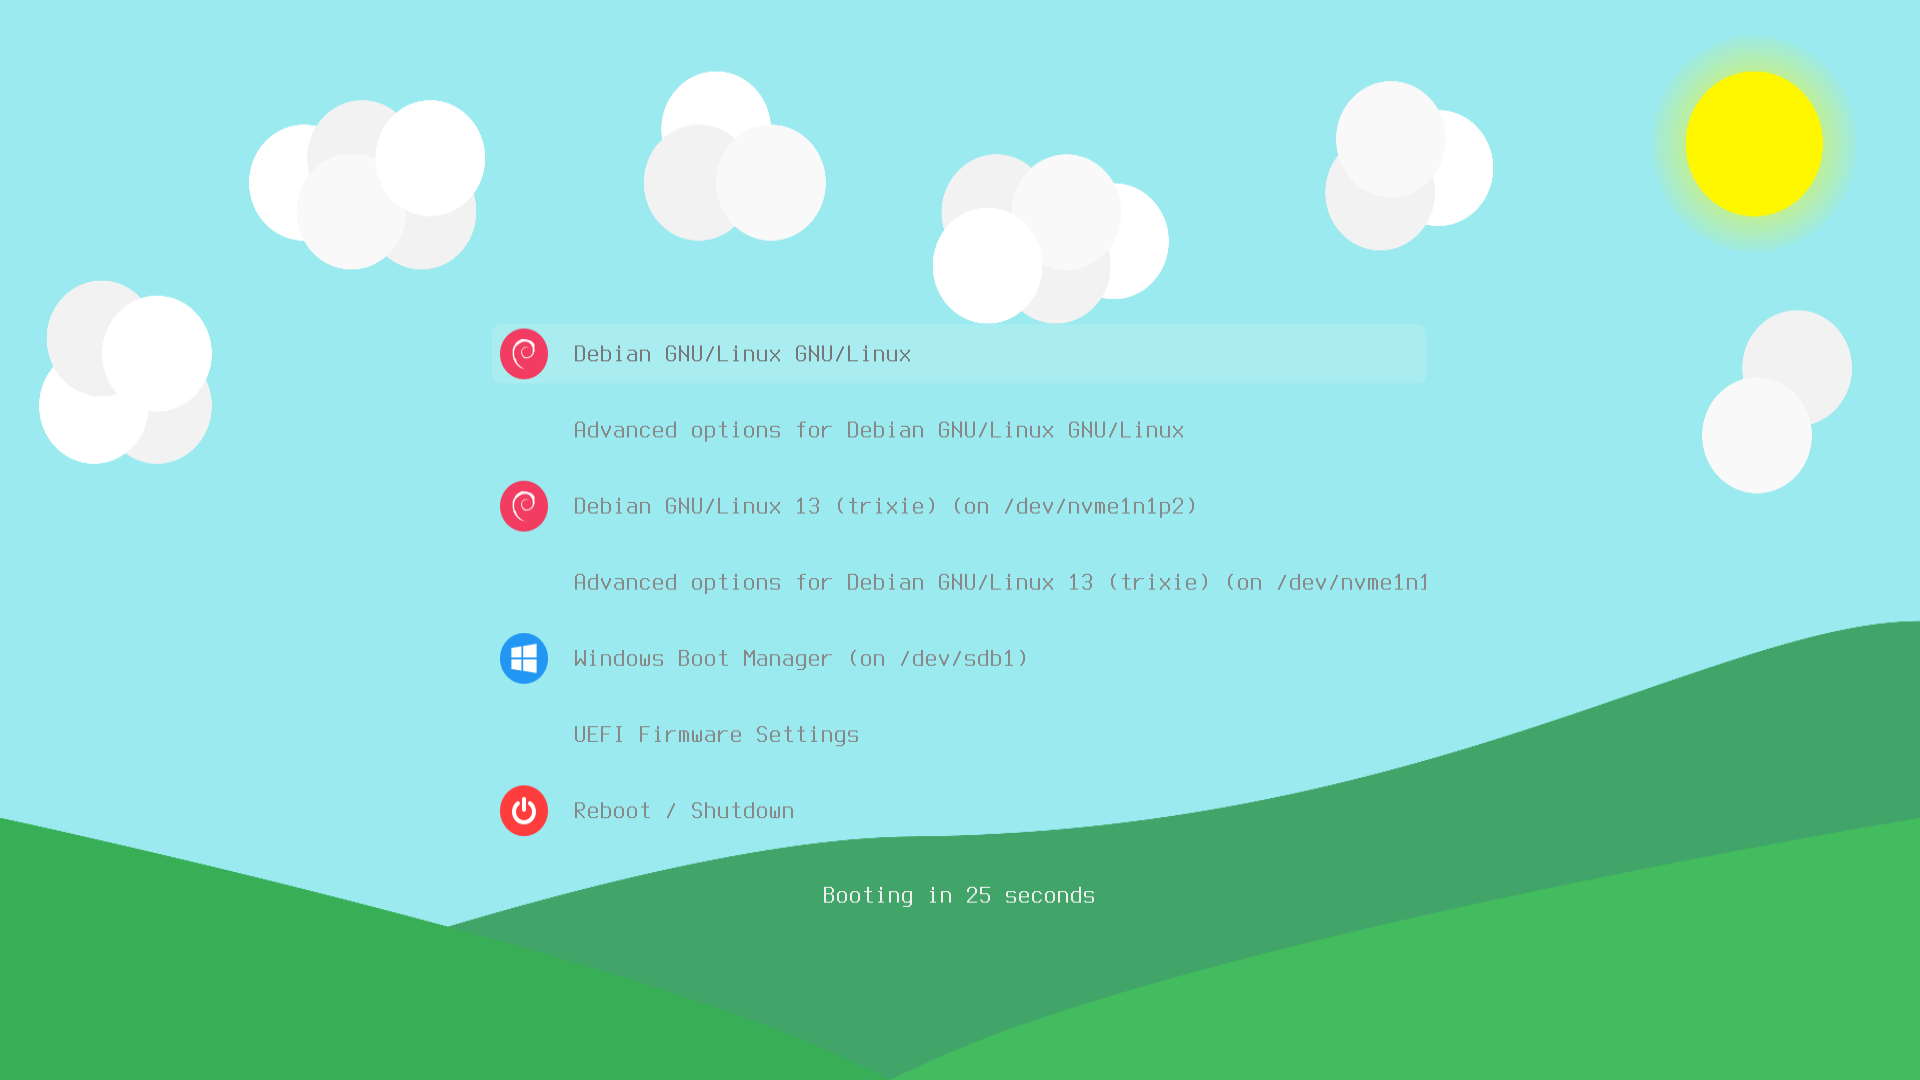 Debian GNU/Linux GNU/Linux
Advanced options for Debian GNU/Linux GNU/Linux
Debian GNU/Linux 13 (trixie) (on /dev/nvme1n1p2)
Advanced options for Debian GNU/Linux 13 (trixie) (on /dev/nvme1n1
Windows Boot Manager (on /dev/sdb1)
UEFI Firmware Settings
Reboot / Shutdown
Booting in 25 seconds